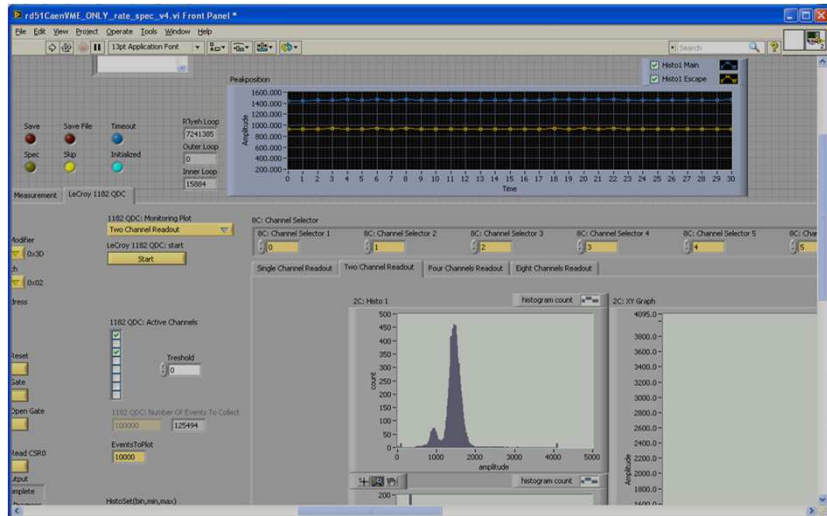 rd51CaenVME_ONLY_rate_spec_v4.vi Front Panel *
File Edit View Project Operate Tools Window Help
13pt Application Font
Search
Histo1 Main
Peakposition
Histo1 Escape
1600.000
1400.000
1200.000
1000.000
800.000
600.000
400.000
200.000
Amplitude
0 1 2 3 4 5 6 7 8 9 10 11 12 13 14 15 16 17 18 19 20 21 22 23 24 25 26 27 28 29 30
Time
Save Save File Timeout
R'lyeh Loop
7241385
Outer Loop
0
Spec Skip Initialized
Inner Loop
15884
Measurement LeCroy 1182 QDC
1182 QDC: Monitoring Plot
Two Channel Readout
LeCroy 1182 QDC: start
Start
8C: Channel Selector
8C: Channel Selector 1 8C: Channel Selector 2 8C: Channel Selector 3 8C: Channel Selector 4 8C: Channel Selector 5 8C: Char
0 1 2 3 4 5
Single Channel Readout Two Channel Readout Four Channels Readout Eight Channels Readout
Modifier
0x3D
0x02
dress
1182 QDC: Active Channels
Treshold
0
Reset
Gate
Open Gate
1182 QDC: Number Of Events To Collect
100000 125494
EventsToPlot
10000
Read CSR0
HistoSet(bin,min,max)
2C: Histo 1
histogram count
500
450
400
350
300
250
200
150
100
50
0
count
0 1000 2000 3000 4000 5000
amplitude
histogram count
200
2C: XY Graph
4095.0
3800.0
3600.0
3400.0
3200.0
3000.0
2800.0
2600.0
2400.0
2200.0
2000.0
1800.0
1600.0
Amplitude